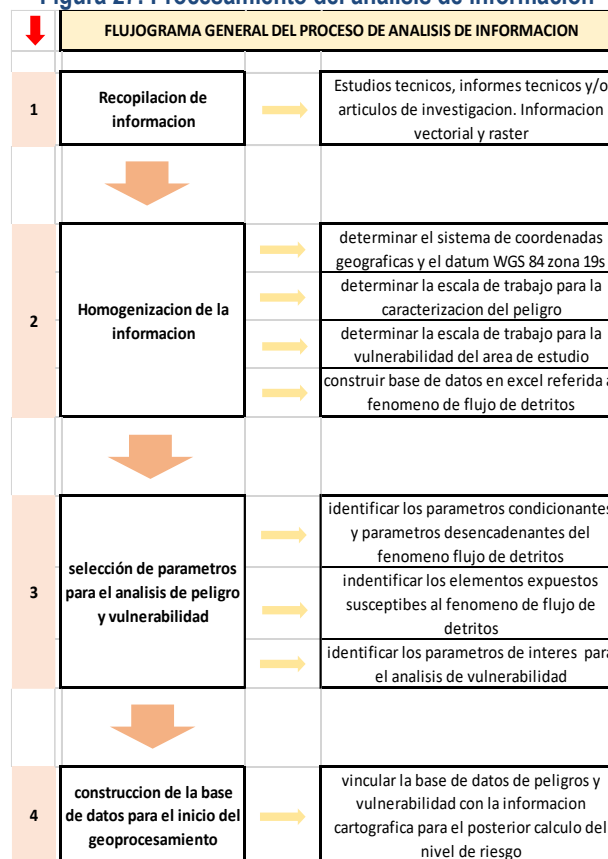 Figura 27: Procesamiento del analisis de informacion
FLUJOGRAMA GENERAL DEL PROCESO DE ANALISIS DE INFORMACION
1
Recopilacion de
informacion
Estudios tecnicos, informes tecnicos y/o
articulos de investigacion. Informacion
vectorial y raster
2
Homogenizacion de la
informacion
determinar el sistema de coordenadas
geograficas y el datum WGS 84 zona 19s
determinar la escala de trabajo para la
caracterizacion del peligro
determinar la escala de trabajo para la
vulnerabilidad del area de estudio
construir base de datos en excel referida a
fenomeno de flujo de detritos
3
selección de parametros
para el analisis de peligro
y vulnerabilidad
identificar los parametros condicionantes
y parametros desencadenantes del
fenomeno flujo de detritos
indentificar los elementos expuestos
susceptibes al fenomeno de flujo de
detritos
identificar los parametros de interes para
el analisis de vulnerabilidad
4
construccion de la base
de datos para el inicio del
geoprocesamiento
vincular la base de datos de peligros y
vulnerabilidad con la informacion
cartografica para el posterior calculo del
nivel de riesgo